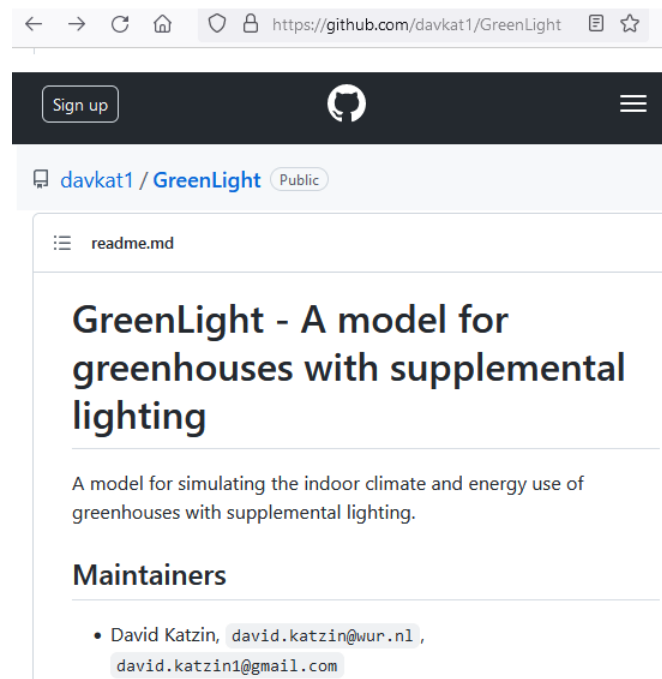 https://github.com/davkat1/GreenLight
Sign up
davkat1 / GreenLight Public
readme.md
GreenLight - A model for
greenhouses with supplemental
lighting
A model for simulating the indoor climate and energy use of
greenhouses with supplemental lighting.
Maintainers
• David Katzin, david.katzin@wur.nl ,
david.katzin1@gmail.com